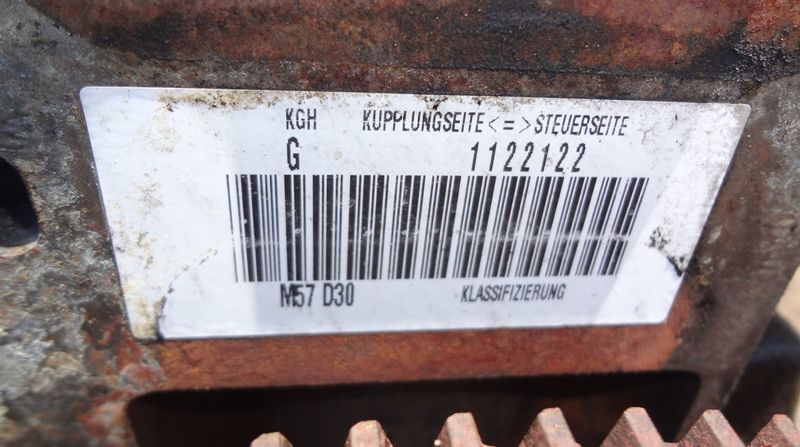 KGH KUPPLUNGSEITE<=>STEUERSEITE
G 1122122
M57 D30 KLASSIFIZIERUNG